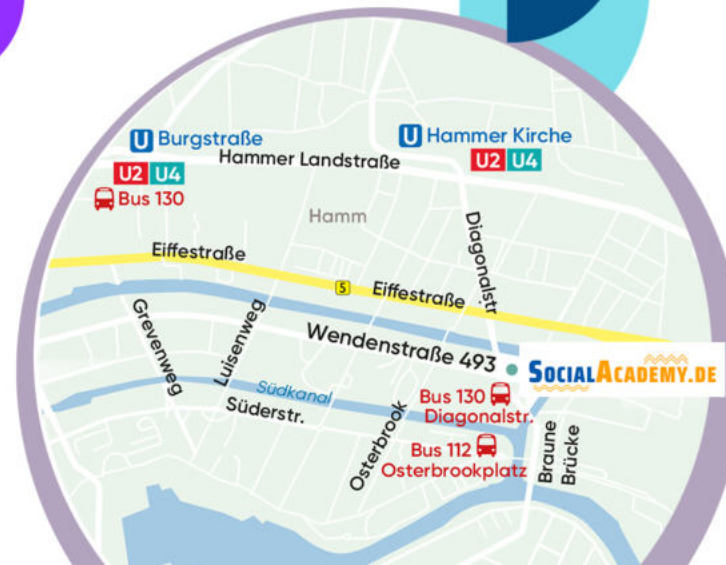 U Burgstraße
U2 U4
Bus 130
U Hammer Kirche
U2 U4
Hammer Landstraße
Hamm
Diagonalstr
Eiffestraße
5
Eiffestraße
Grevenweg
Luisenweg
Wendenstraße 493
SOCIALACADEMY.DE
Südkanal
Süderstr.
Bus 130
Diagonalstr.
Osterbrook
Bus 112
Osterbrookplatz
Braune
Brücke